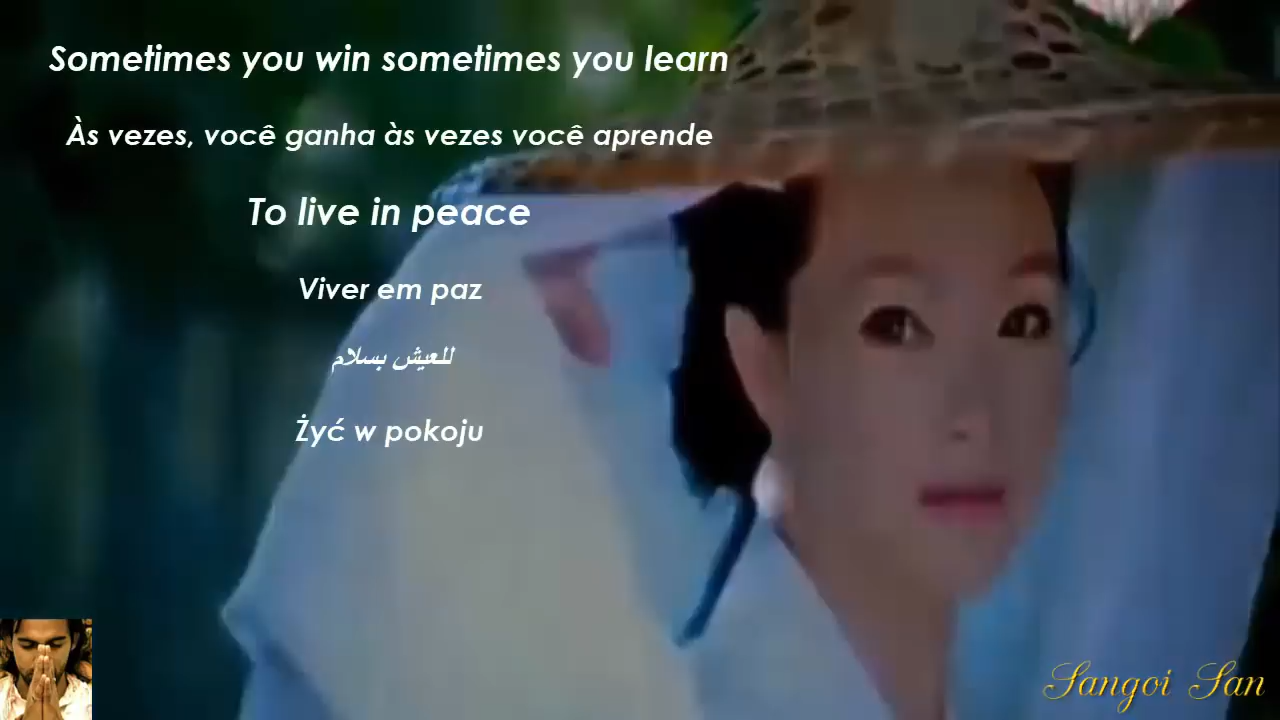 Sometimes you win sometimes you learn
Às vezes, você ganha às vezes você aprende
To live in peace
Viver em paz
للعيش بسلام
Żyć w pokoju
Sangoi San